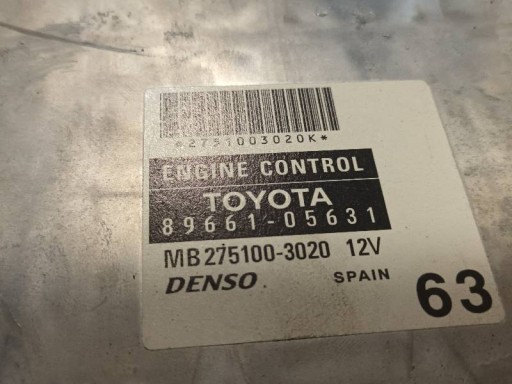 *2751003020K*
ENGINE CONTROL
TOYOTA
89661-05631
MB275100-3020 12V
DENSO SPAIN 63